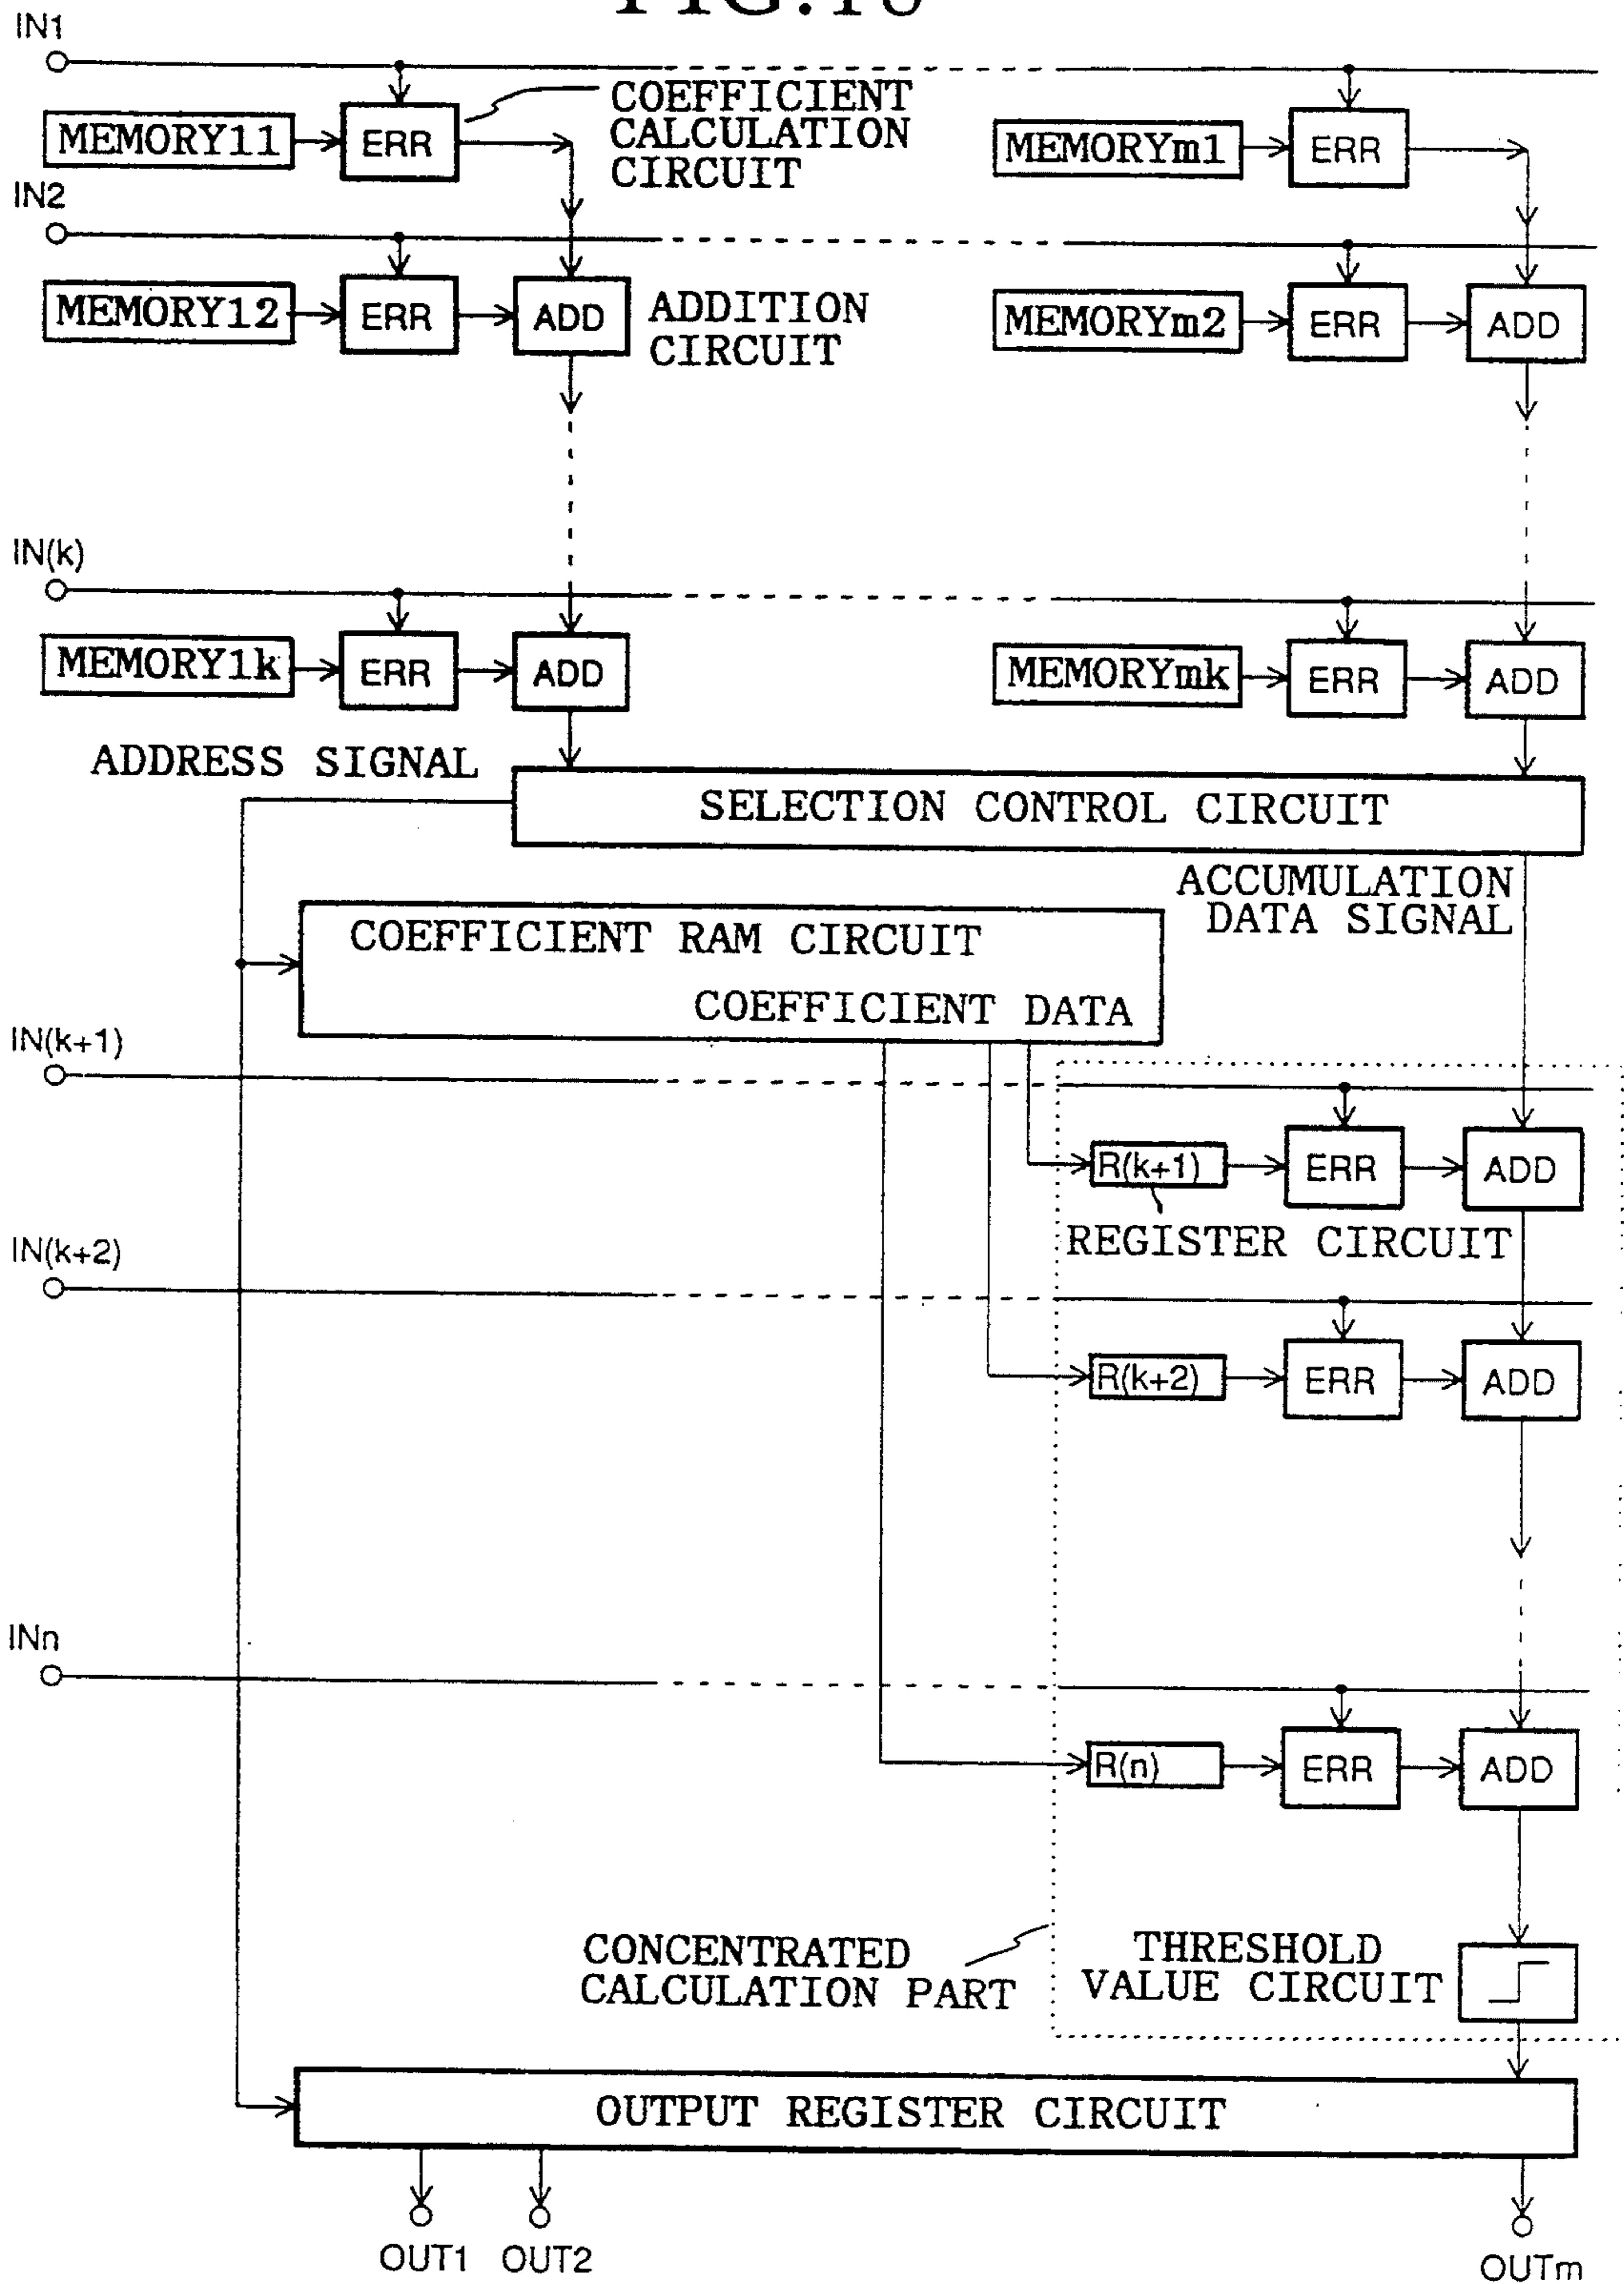 IN1
COEFFICIENT
CALCULATION
CIRCUIT
MEMORY11
ERR
MEMORYm1
ERR
IN2
MEMORY12
ERR
ADD
ADDITION
CIRCUIT
MEMORYm2
ERR
ADD
IN(k)
MEMORY1k
ERR
ADD
MEMORYmk
ERR
ADD
ADDRESS SIGNAL
SELECTION CONTROL CIRCUIT
ACCUMULATION
DATA SIGNAL
COEFFICIENT RAM CIRCUIT
COEFFICIENT DATA
IN(k+1)
R(k+1)
ERR
ADD
REGISTER CIRCUIT
IN(k+2)
R(k+2)
ERR
ADD
INn
R(n)
ERR
ADD
CONCENTRATED
CALCULATION PART
THRESHOLD
VALUE CIRCUIT
OUTPUT REGISTER CIRCUIT
OUT1
OUT2
OUTm